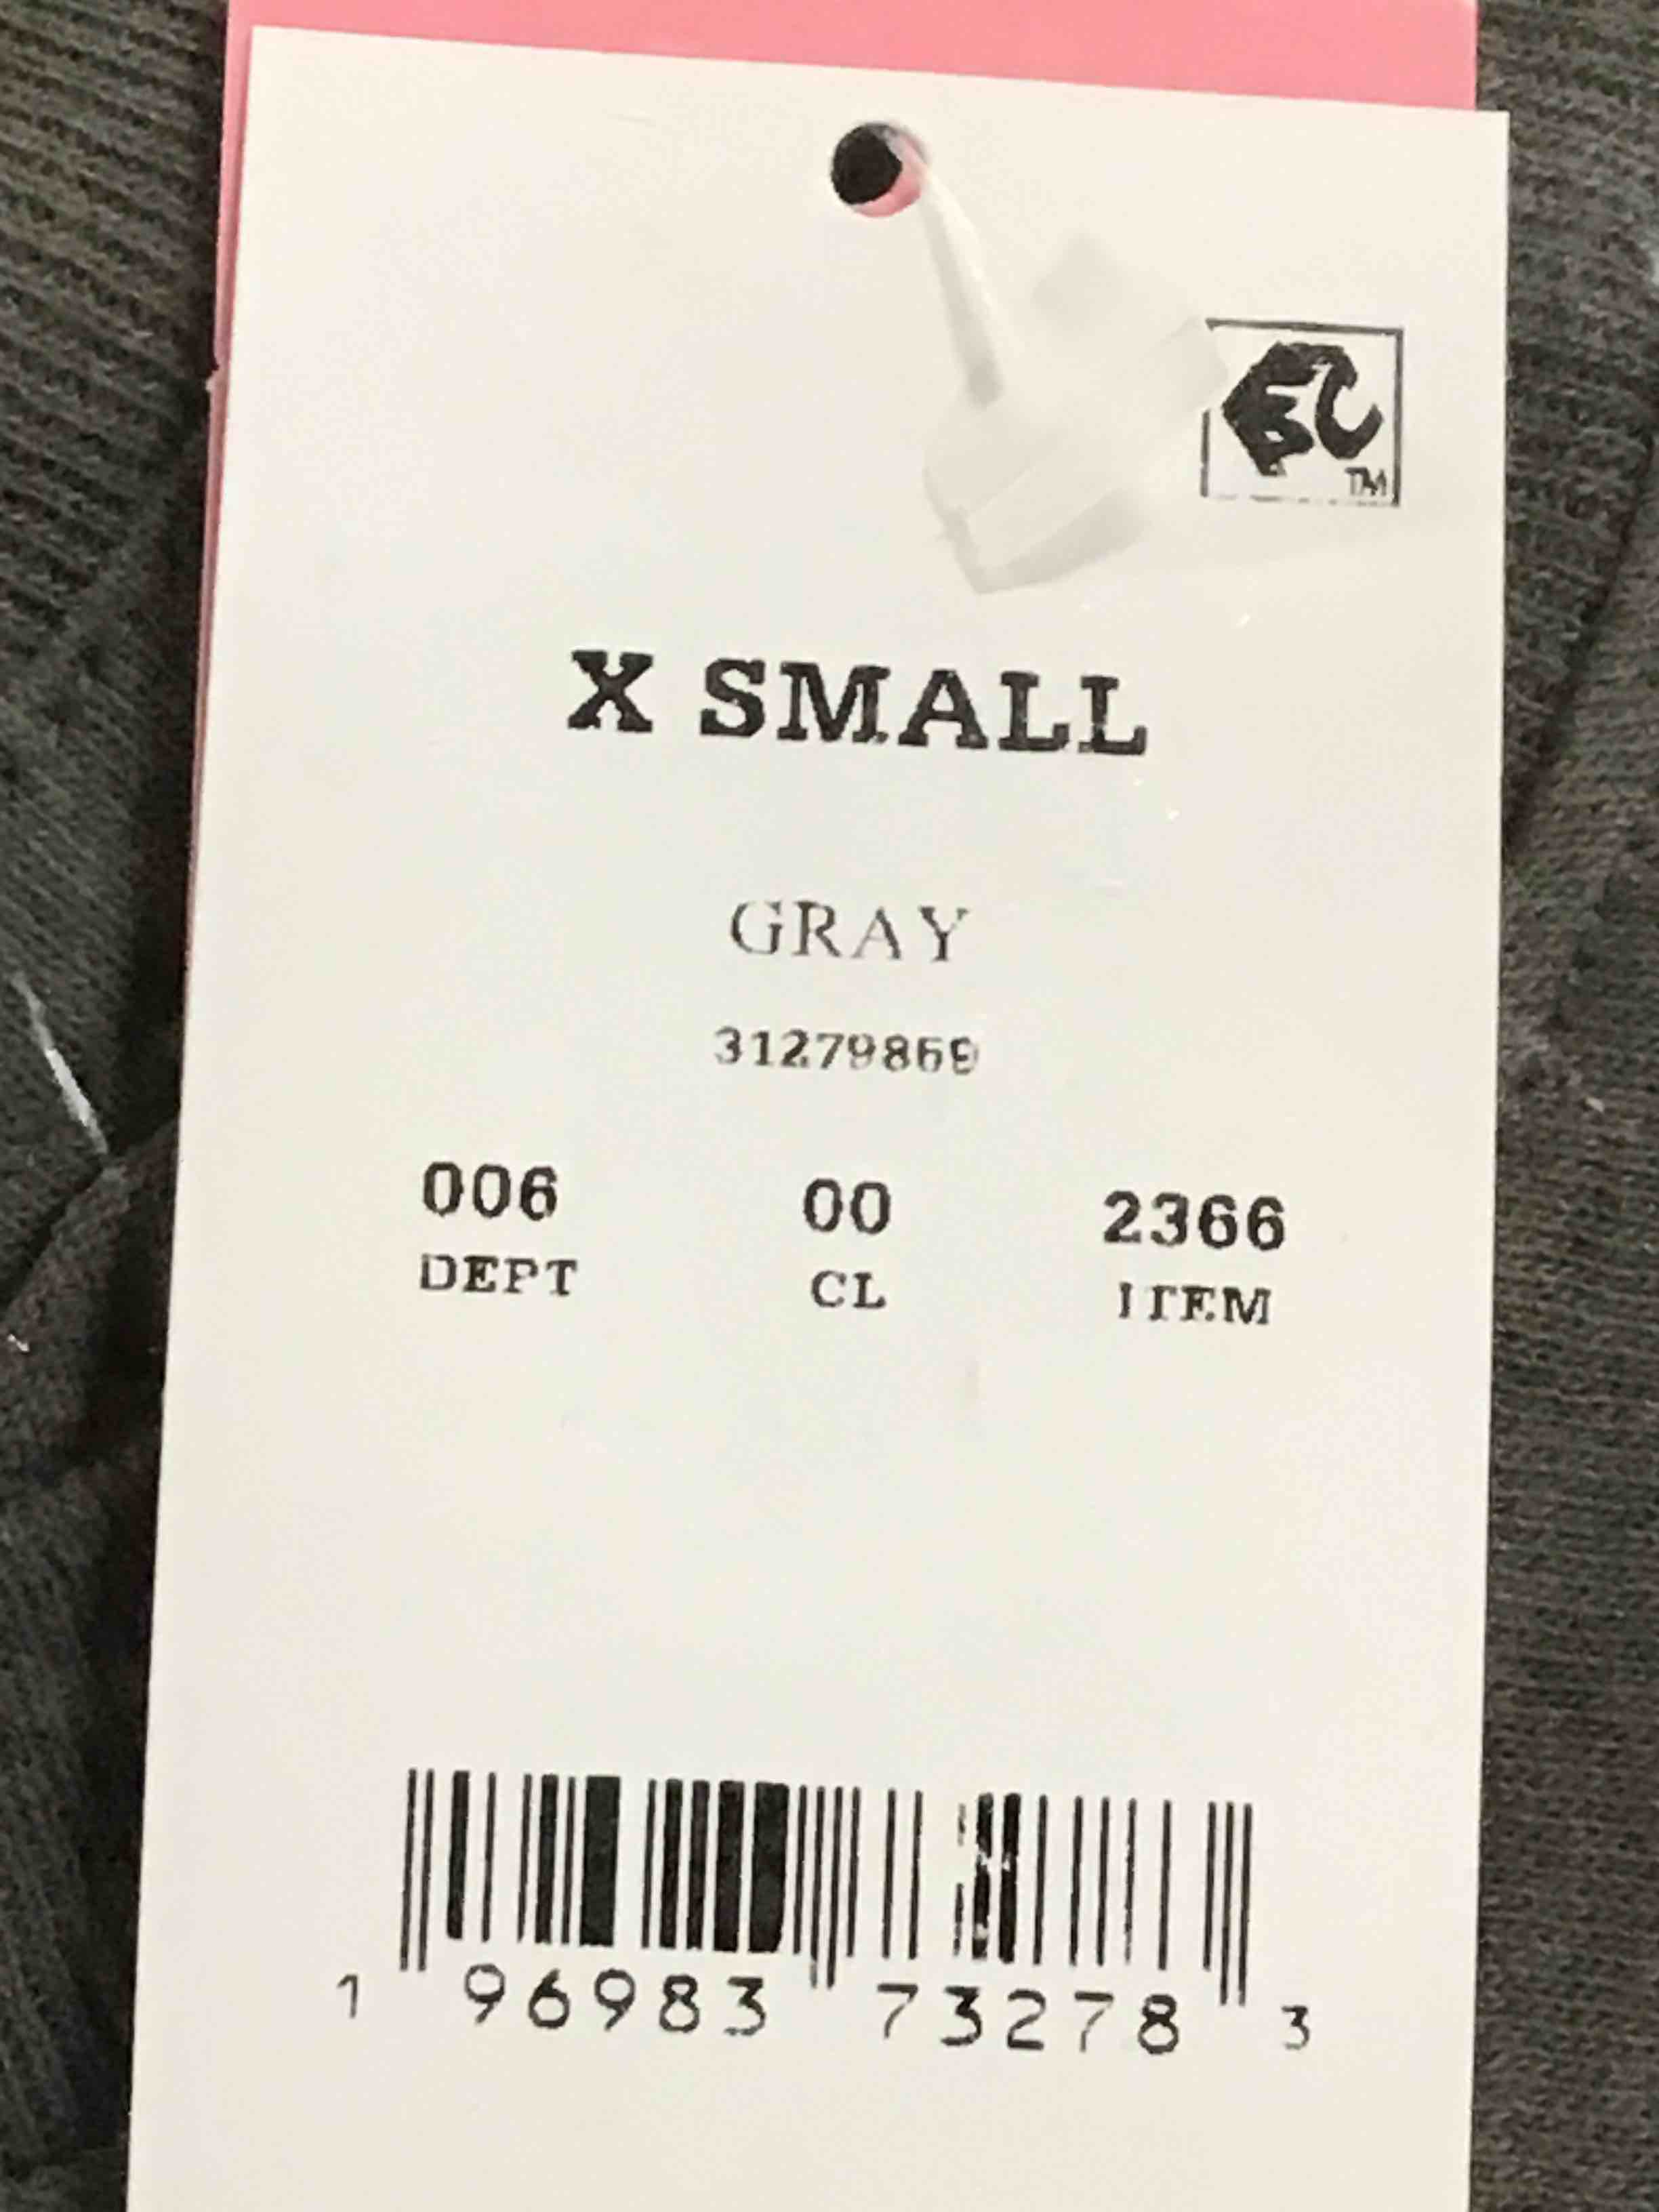 EC
TM
X SMALL
GRAY
31279869
006 00 2366
DEPT CL ITEM
1 96983 73278 3